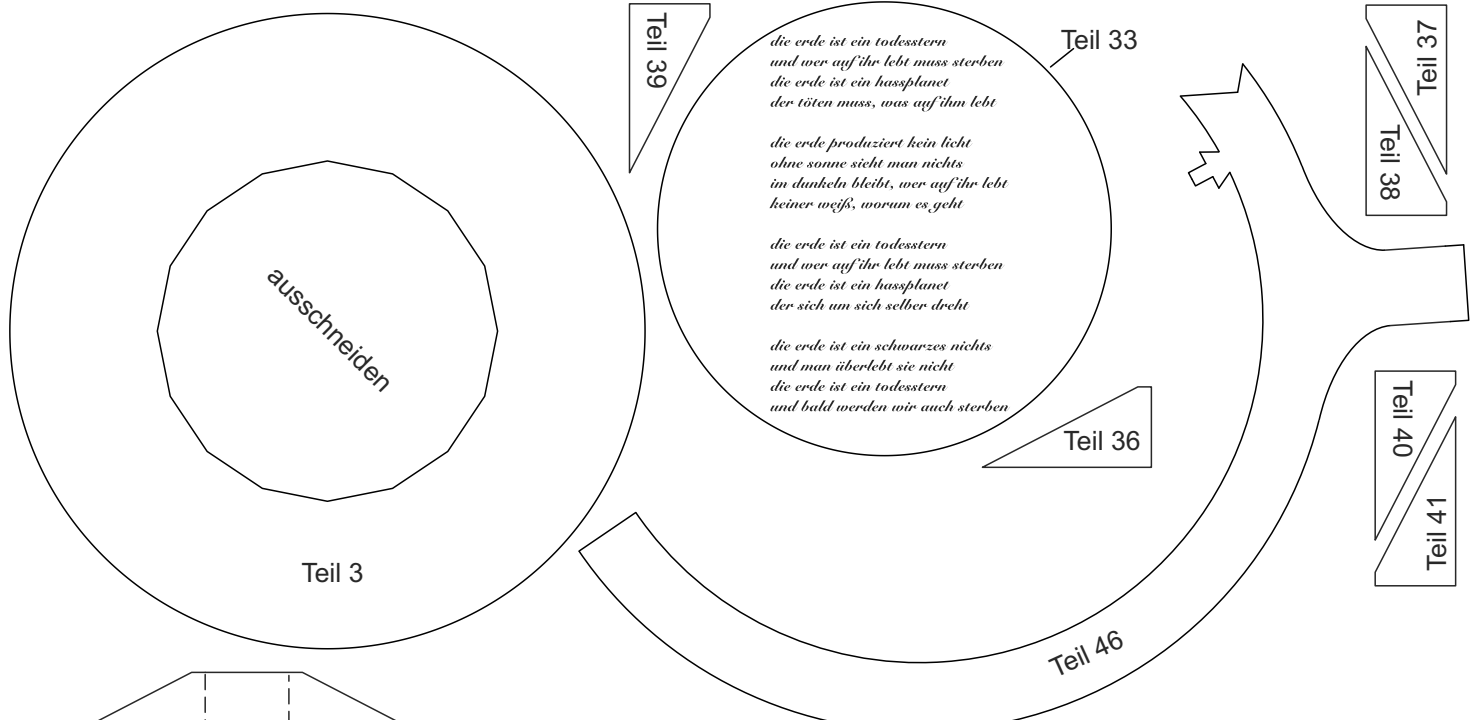 Teil 39
die erde ist ein todesstern
und wer auf ihr lebt muss sterben
die erde ist ein hassplanet
der töten muss, was auf ihm lebt
die erde produziert kein licht
ohne sonne sieht man nichts
im dunkeln bleibt, wer auf ihr lebt
keiner weiß, worum es geht
die erde ist ein todesstern
und wer auf ihr lebt muss sterben
die erde ist ein hassplanet
der sich um sich selber dreht
die erde ist ein schwarzes nichts
und man überlebt sie nicht
die erde ist ein todesstern
und bald werden wir auch sterben
Teil 33
Teil 37
Teil 38
ausschneiden
Teil 36
Teil 40
Teil 41
Teil 3
Teil 46